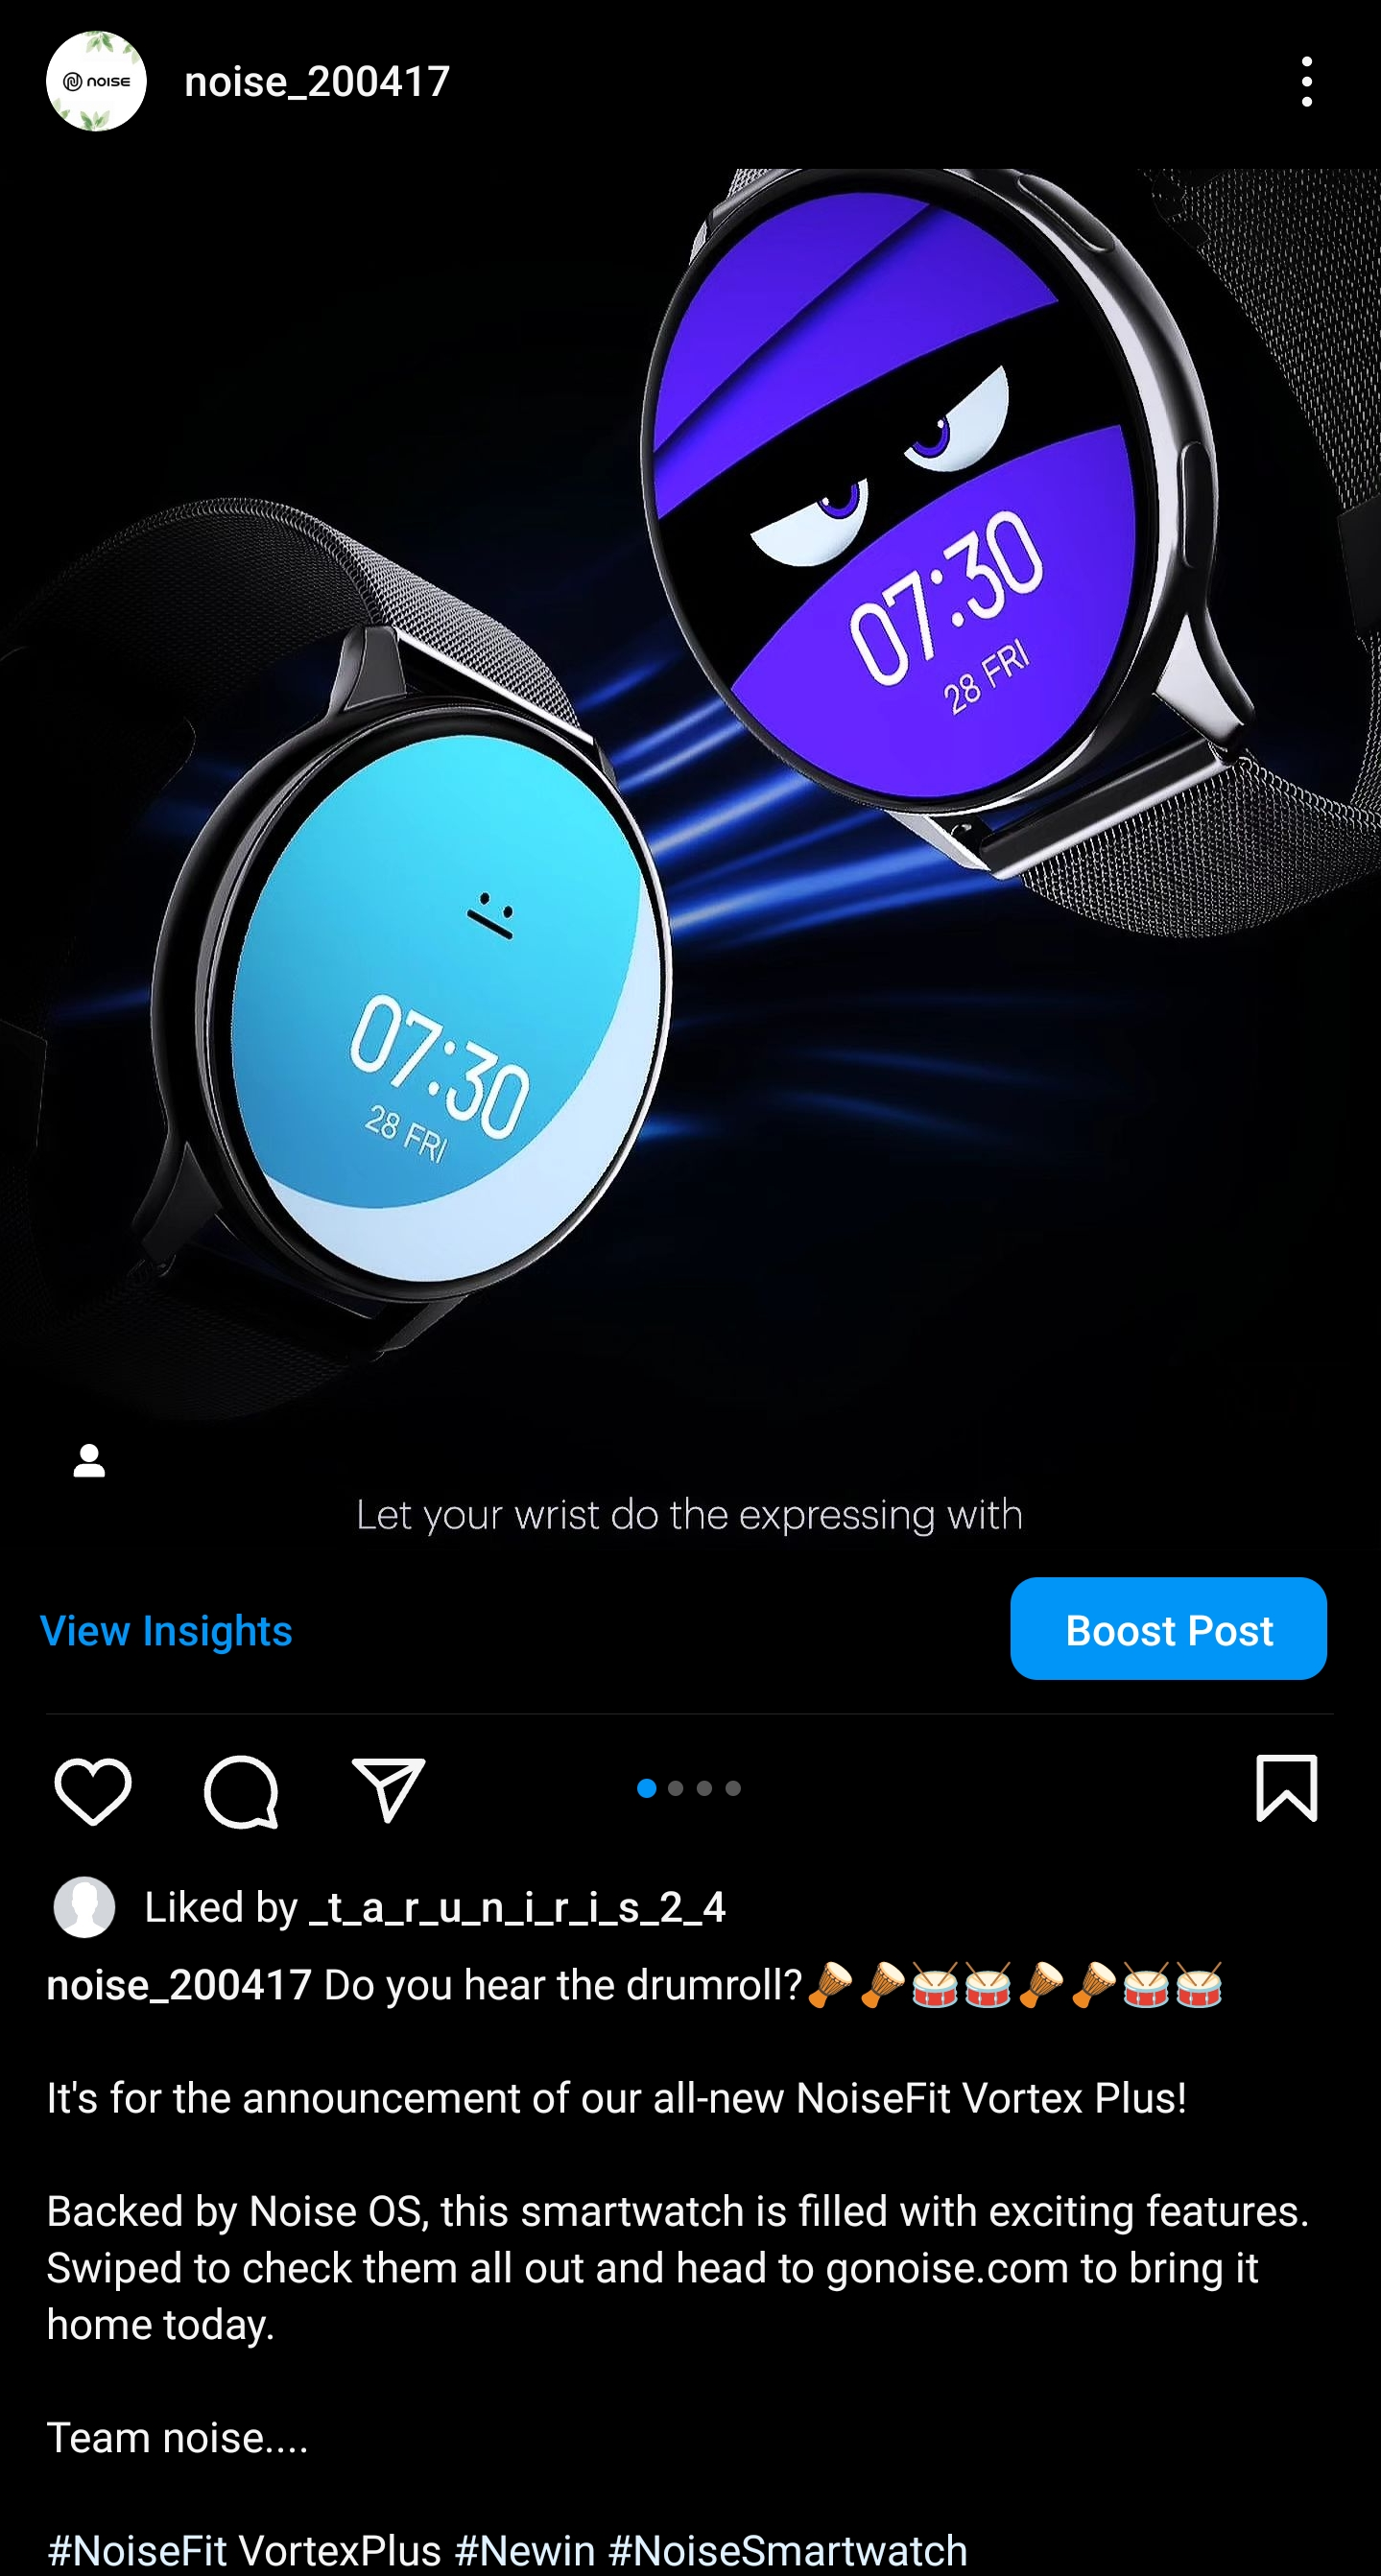 NOISE
noise_200417
07:30
28 FRI
07:30
28 FRI
Let your wrist do the expressing with
View Insights
Boost Post
Liked by _t_a_r_u_n_i_r_i_s_2_4
noise_200417 Do you hear the drumroll?🪘🪘🥁🥁🪘🪘🥁🥁
It's for the announcement of our all-new NoiseFit Vortex Plus!
Backed by Noise OS, this smartwatch is filled with exciting features.
Swiped to check them all out and head to gonoise.com to bring it
home today.
Team noise....
#NoiseFit VortexPlus #Newin #NoiseSmartwatch